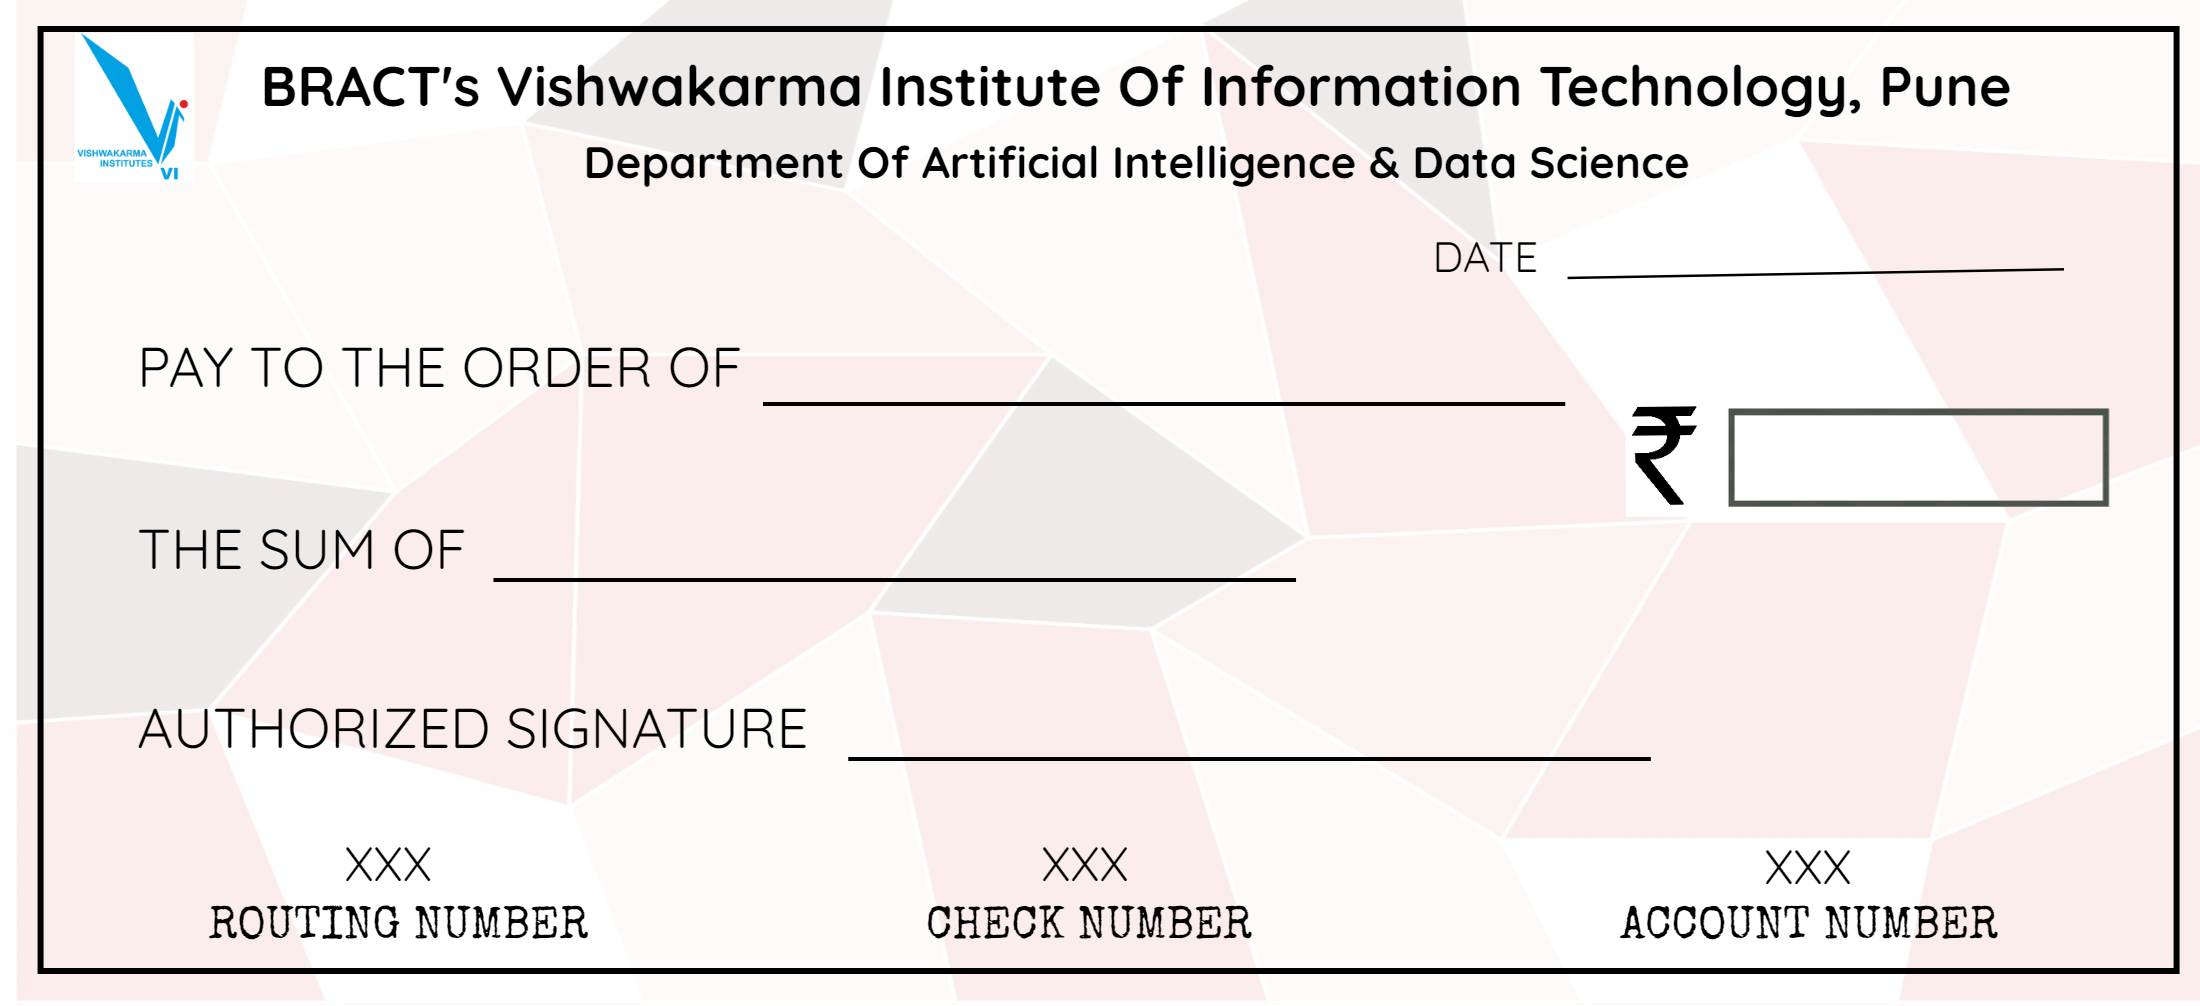 BRACT's Vishwakarma Institute Of Information Technology, Pune
VISHWAKARMA
INSTITUTES
VI
Department Of Artificial Intelligence & Data Science
DATE
PAY TO THE ORDER OF
₹
THE SUM OF
AUTHORIZED SIGNATURE
XXX
ROUTING NUMBER
XXX
CHECK NUMBER
XXX
ACCOUNT NUMBER